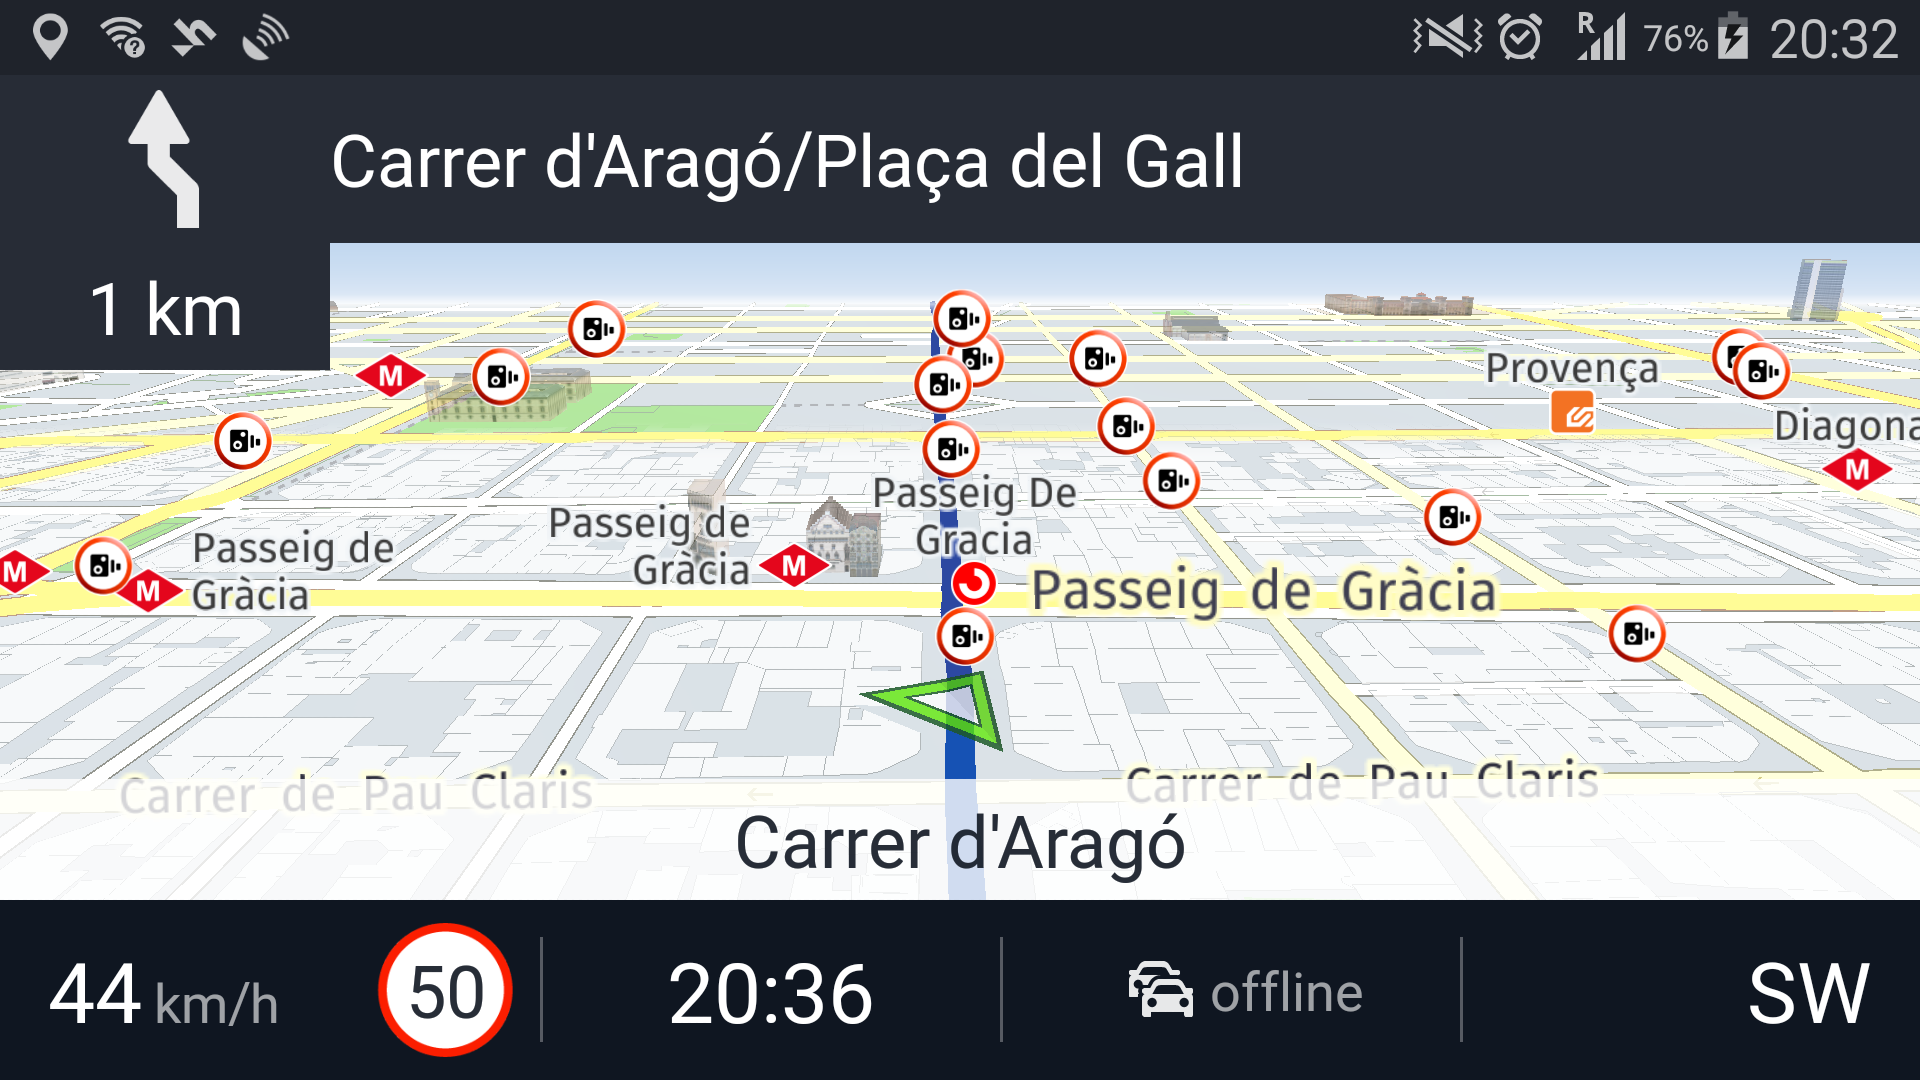 R 76% 20:32
Carrer d'Aragó/Plaça del Gall
1 km
Provença
M
Diagona
M
Passeig De
Gracia
Passeig de
Gràcia
M
Passeig de
Gràcia
M
M
Passeig de Gràcia
Carrer de Pau Claris
Carrer de Pau Claris
Carrer d'Aragó
44 km/h
50
20:36
offline
SW